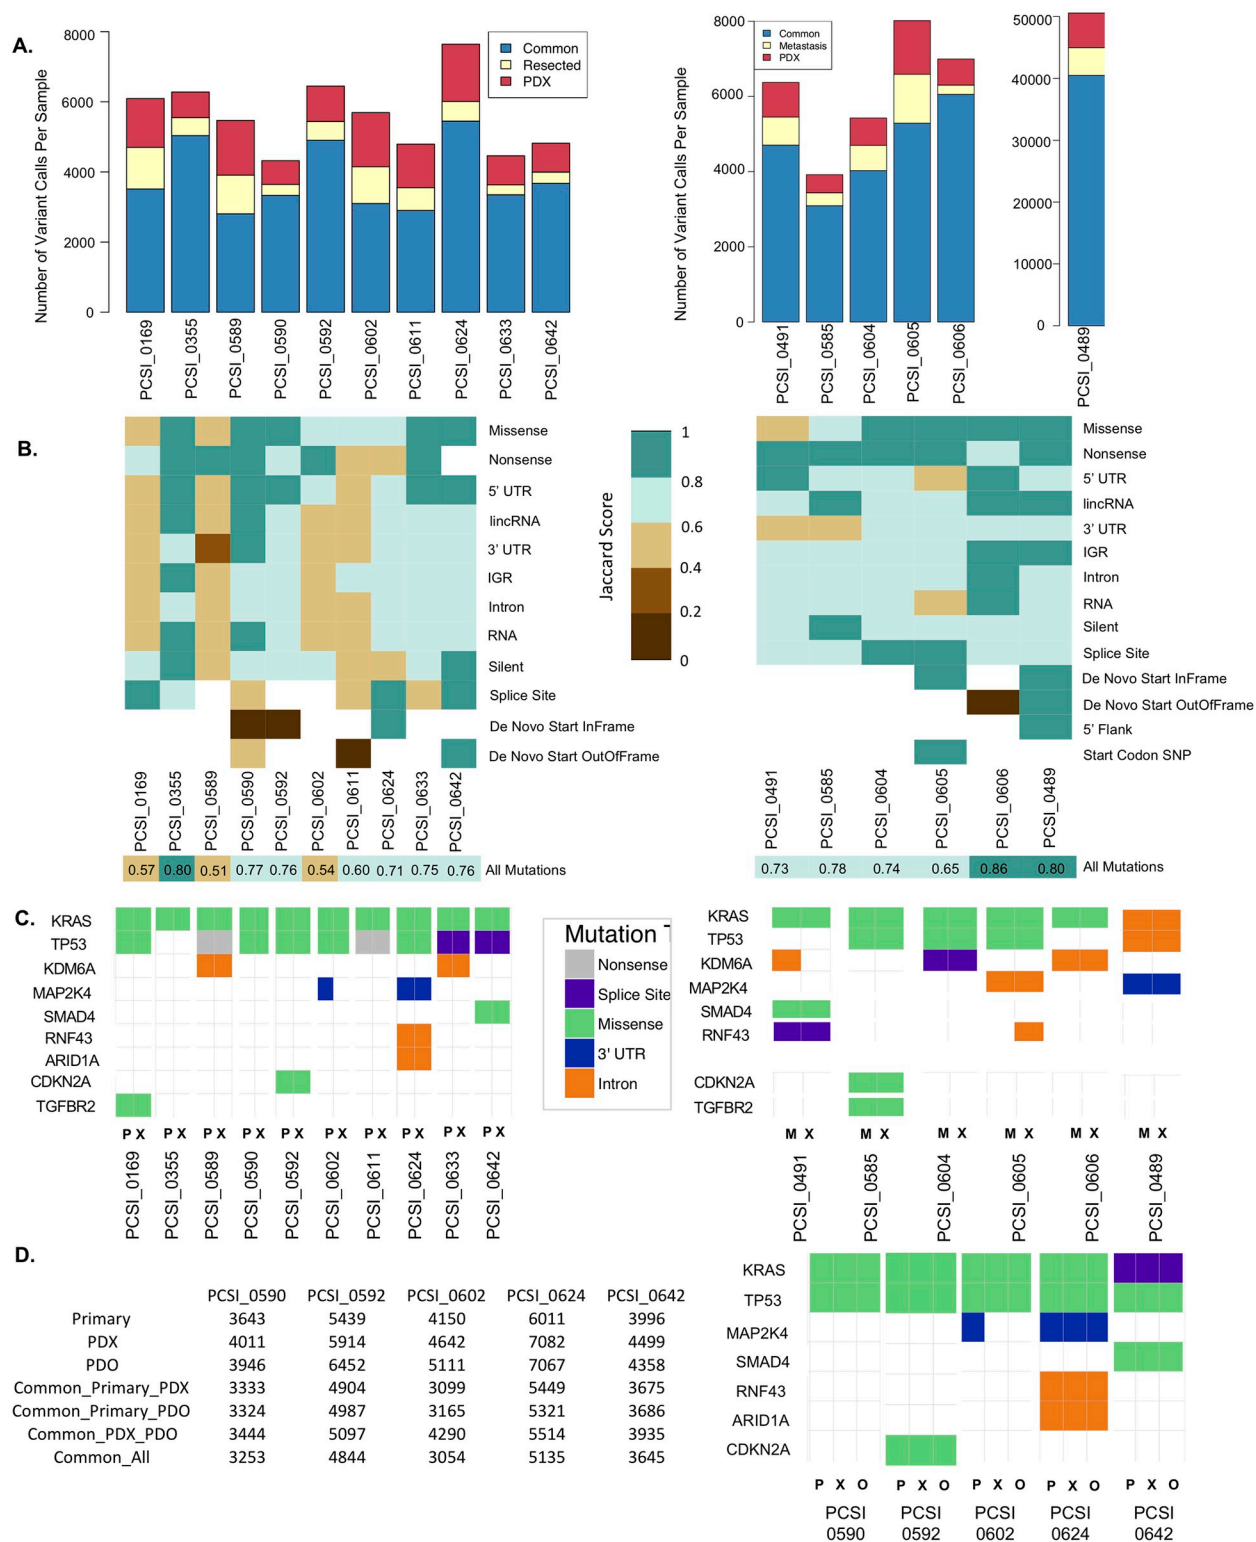 A.
Number of Variant Calls Per Sample
8000
6000
4000
2000
0
Common
Resected
PDX
PCSI_0169
PCSI_0355
PCSI_0589
PCSI_0590
PCSI_0592
PCSI_0602
PCSI_0611
PCSI_0624
PCSI_0633
PCSI_0642
Number of Variant Calls Per Sample
8000
6000
4000
2000
0
Common
Metastasis
PDX
PCSI_0491
PCSI_0585
PCSI_0604
PCSI_0605
PCSI_0606
50000
40000
30000
20000
10000
0
PCSI_0489
B.
Missense
Nonsense
5' UTR
lincRNA
3' UTR
IGR
Intron
RNA
Silent
Splice Site
De Novo Start InFrame
De Novo Start OutOfFrame
PCSI_0169
PCSI_0355
PCSI_0589
PCSI_0590
PCSI_0592
PCSI_0602
PCSI_0611
PCSI_0624
PCSI_0633
PCSI_0642
0.57 0.80 0.51 0.77 0.76 0.54 0.60 0.71 0.75 0.76 All Mutations
Jaccard Score
1
0.8
0.6
0.4
0.2
0
Missense
Nonsense
5' UTR
lincRNA
3' UTR
IGR
Intron
RNA
Silent
Splice Site
De Novo Start InFrame
De Novo Start OutOfFrame
5' Flank
Start Codon SNP
PCSI_0491
PCSI_0585
PCSI_0604
PCSI_0605
PCSI_0606
PCSI_0489
0.73 0.78 0.74 0.65 0.86 0.80 All Mutations
C.
KRAS
TP53
KDM6A
MAP2K4
SMAD4
RNF43
ARID1A
CDKN2A
TGFBR2
P X P X P X P X P X P X P X P X P X P X
PCSI_0169
PCSI_0355
PCSI_0589
PCSI_0590
PCSI_0592
PCSI_0602
PCSI_0611
PCSI_0624
PCSI_0633
PCSI_0642
Mutation T
Nonsense
Splice Site
Missense
3' UTR
Intron
KRAS
TP53
KDM6A
MAP2K4
SMAD4
RNF43
CDKN2A
TGFBR2
M X M X M X M X M X M X
PCSI_0491
PCSI_0585
PCSI_0604
PCSI_0605
PCSI_0606
PCSI_0489
D.
PCSI_0590 PCSI_0592 PCSI_0602 PCSI_0624 PCSI_0642
Primary 3643 5439 4150 6011 3996
PDX 4011 5914 4642 7082 4499
PDO 3946 6452 5111 7067 4358
Common_Primary_PDX 3333 4904 3099 5449 3675
Common_Primary_PDO 3324 4987 3165 5321 3686
Common_PDX_PDO 3444 5097 4290 5514 3935
Common_All 3253 4844 3054 5135 3645
KRAS
TP53
MAP2K4
SMAD4
RNF43
ARID1A
CDKN2A
P X O P X O P X O P X O P X O
PCSI PCSI PCSI PCSI PCSI
0590 0592 0602 0624 0642